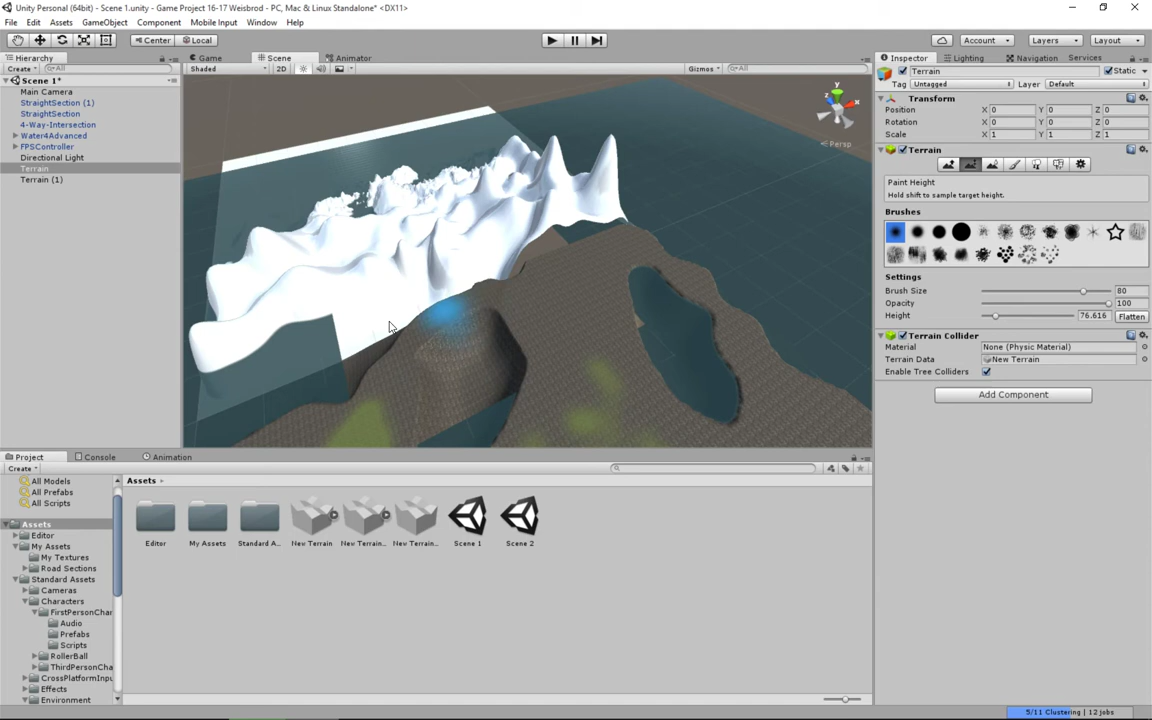 Unity Personal (64bit) - Scene 1.unity - Game Project 16-17 Weisbrod - PC, Mac & Linux Standalone* <DX11>
File Edit Assets GameObject Component Mobile Input Window Help
Center Local Account Layers Layout
Hierarchy Game Scene Animator Inspector Lighting Navigation Services
Create All Shaded 2D Gizmos All Terrain Static
Scene 1*
Main Camera
StraightSection (1)
StraightSection
4-Way-Intersection
Water4Advanced
FPSController
Directional Light
Terrain
Terrain (1)
y
x
z
Persp
Tag Untagged Layer Default
Transform
Position X 0 Y 0 Z 0
Rotation X 0 Y 0 Z 0
Scale X 1 Y 1 Z 1
Terrain
Paint Height
Hold shift to sample target height.
Brushes
Settings
Brush Size 80
Opacity 100
Height 76.616 Flatten
Terrain Collider
Material None (Physic Material)
Terrain Data New Terrain
Enable Tree Colliders
Add Component
Project Console Animation
Create
All Models
All Prefabs
All Scripts
Assets
Editor
My Assets
My Textures
Road Sections
Standard Assets
Cameras
Characters
FirstPersonChar
Audio
Prefabs
Scripts
RollerBall
ThirdPersonCha
CrossPlatformInpu
Effects
Environment
Assets
Editor My Assets Standard A... New Terrain New Terrain... New Terrain... Scene 1 Scene 2
5/11 Clustering | 12 jobs